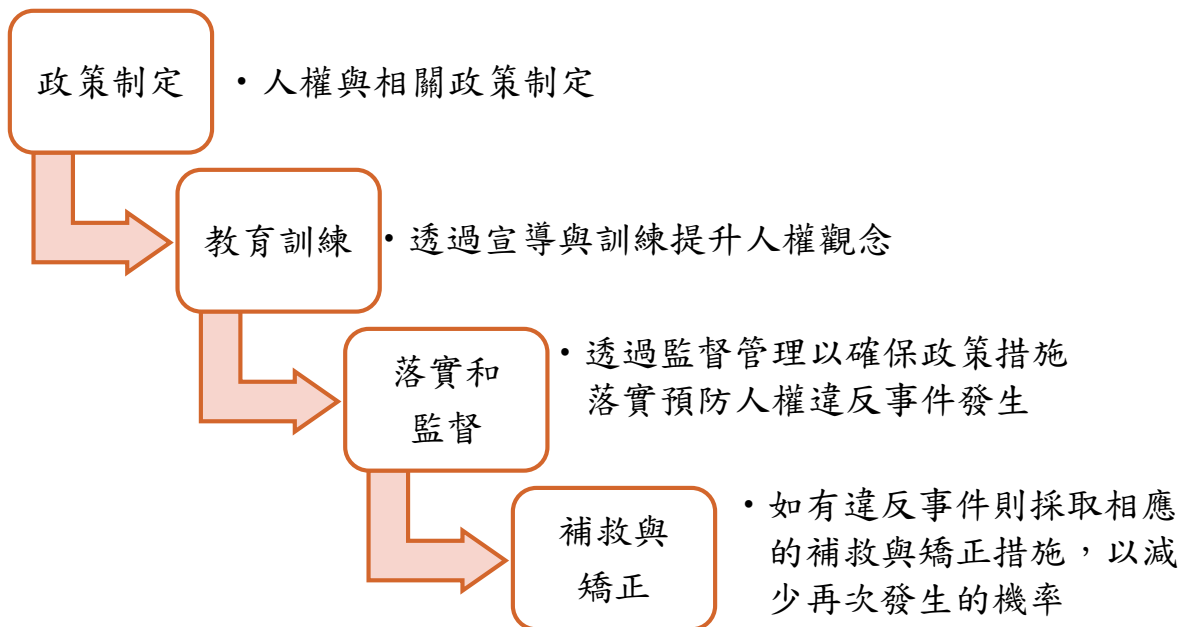 政策制定
・人權與相關政策制定
教育訓練
・透過宣導與訓練提升人權觀念
落實和
監督
・透過監督管理以確保政策措施
落實預防人權違反事件發生
補救與
矯正
・如有違反事件則採取相應
的補救與矯正措施，以減
少再次發生的機率